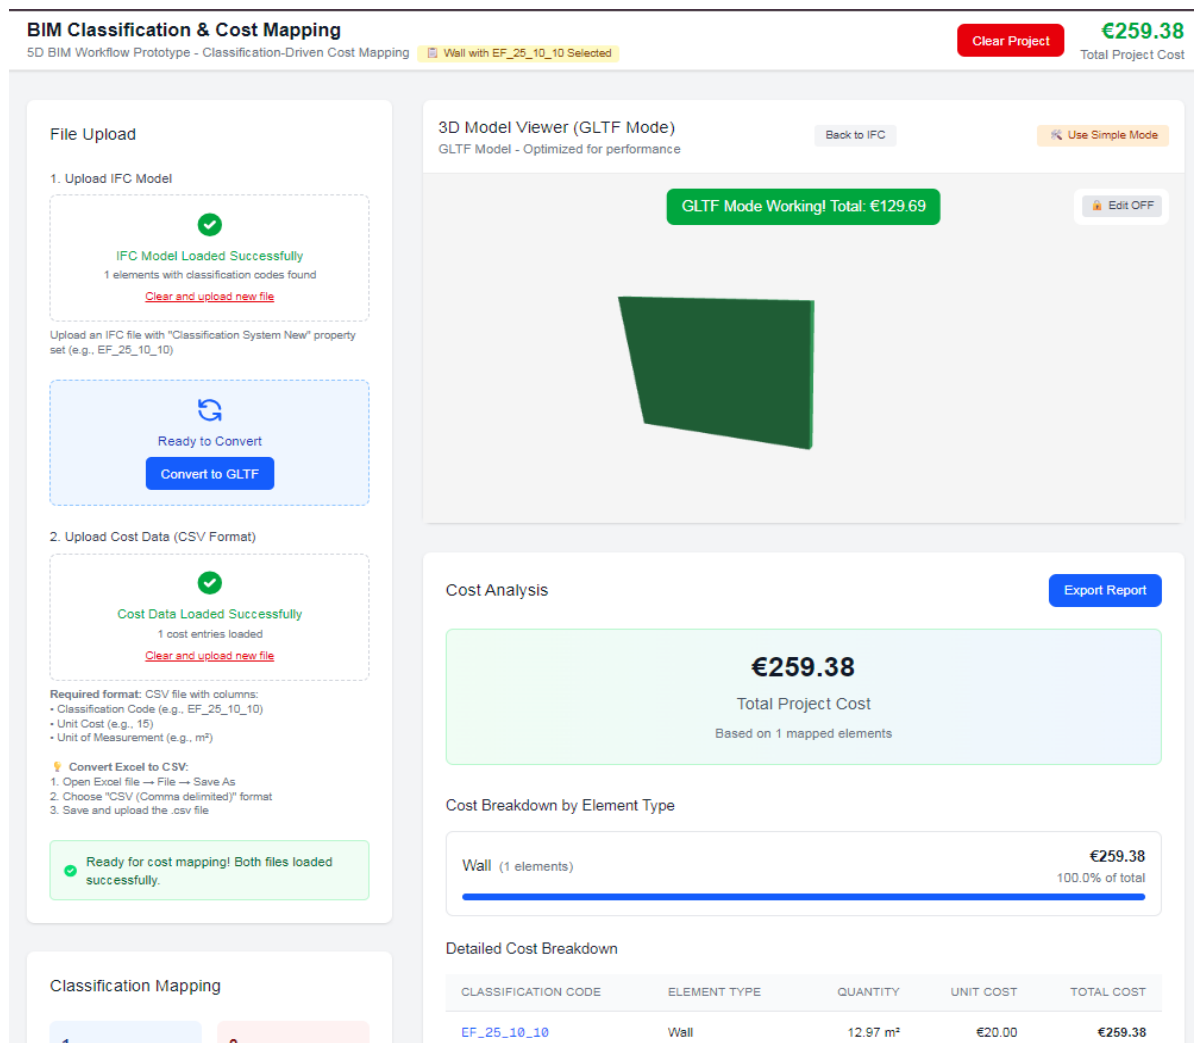 BIM Classification & Cost Mapping
5D BIM Workflow Prototype - Classification-Driven Cost Mapping
Wall with EF_25_10_10 Selected
Clear Project
€259.38
Total Project Cost
File Upload
1. Upload IFC Model
IFC Model Loaded Successfully
1 elements with classification codes found
Clear and upload new file
Upload an IFC file with "Classification System New" property
set (e.g., EF_25_10_10)
Ready to Convert
Convert to GLTF
2. Upload Cost Data (CSV Format)
Cost Data Loaded Successfully
1 cost entries loaded
Clear and upload new file
Required format: CSV file with columns:
• Classification Code (e.g., EF_25_10_10)
• Unit Cost (e.g., 15)
• Unit of Measurement (e.g., m²)
Convert Excel to CSV:
1. Open Excel file → File → Save As
2. Choose "CSV (Comma delimited)" format
3. Save and upload the .csv file
Ready for cost mapping! Both files loaded
successfully.
Classification Mapping
3D Model Viewer (GLTF Mode)
GLTF Model - Optimized for performance
Back to IFC
Use Simple Mode
GLTF Mode Working! Total: €129.69
Edit OFF
Cost Analysis
Export Report
€259.38
Total Project Cost
Based on 1 mapped elements
Cost Breakdown by Element Type
Wall (1 elements)
€259.38
100.0% of total
Detailed Cost Breakdown
CLASSIFICATION CODE ELEMENT TYPE QUANTITY UNIT COST TOTAL COST
EF_25_10_10 Wall 12.97 m² €20.00 €259.38